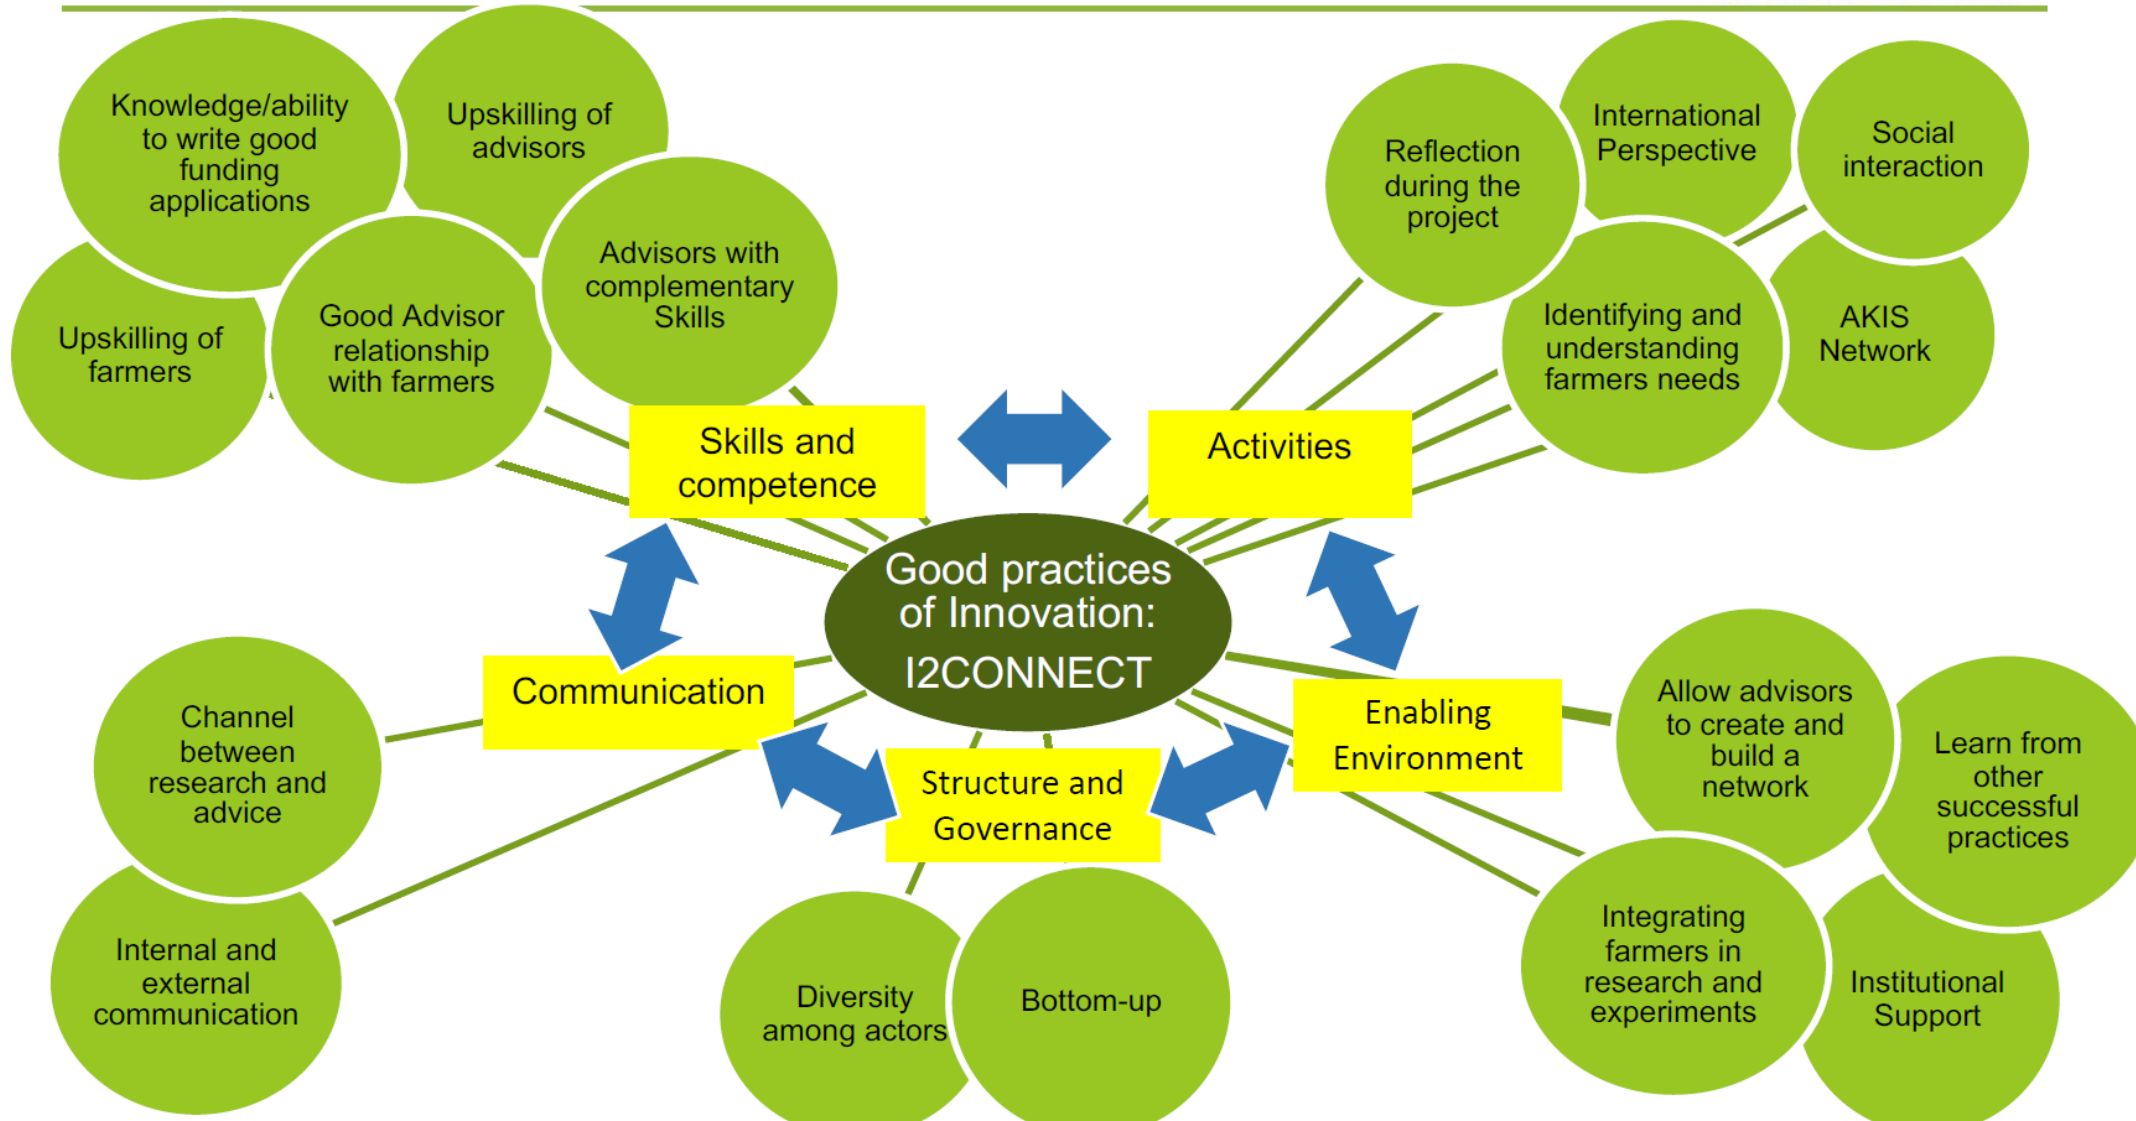 Knowledge/ability
to write good
funding
applications
Upskilling of
advisors
Advisors with
complementary
Skills
Upskilling of
farmers
Good Advisor
relationship
with farmers
Skills and
competence
Reflection
during the
project
International
Perspective
Social
interaction
Identifying and
understanding
farmers needs
AKIS
Network
Activities
Good practices
of Innovation:
I2CONNECT
Communication
Channel
between
research and
advice
Internal and
external
communication
Structure and
Governance
Diversity
among actors
Bottom-up
Enabling
Environment
Allow advisors
to create and
build a
network
Learn from
other
successful
practices
Integrating
farmers in
research and
experiments
Institutional
Support